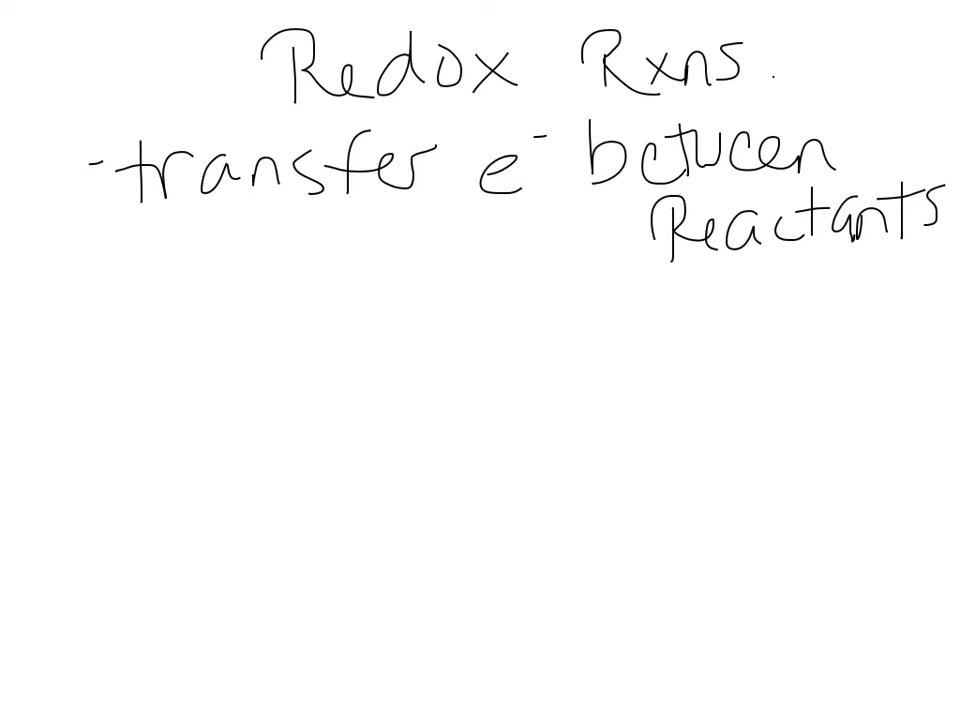 Redox Rxns.
-transfer e⁻ between
Reactants